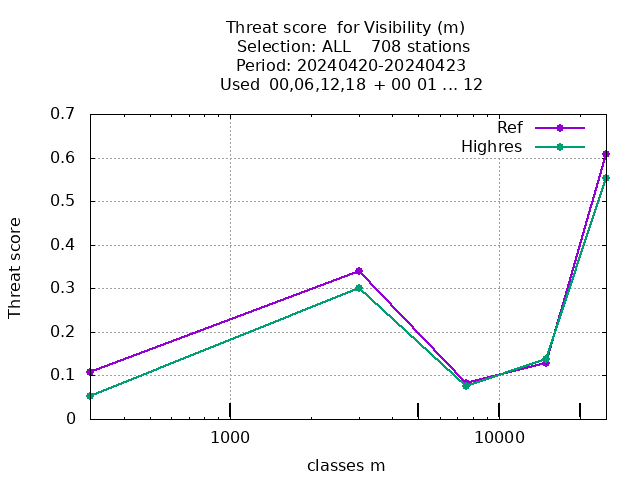 Threat score  for Visibility (m)
Selection: ALL    708 stations
Period: 20240420-20240423
Used  00,06,12,18  + 00 01 ... 12
0.7
0.6
0.5
0.4
0.3
0.2
0.1
0
Threat score
Ref
Highres
1000
10000
classes m